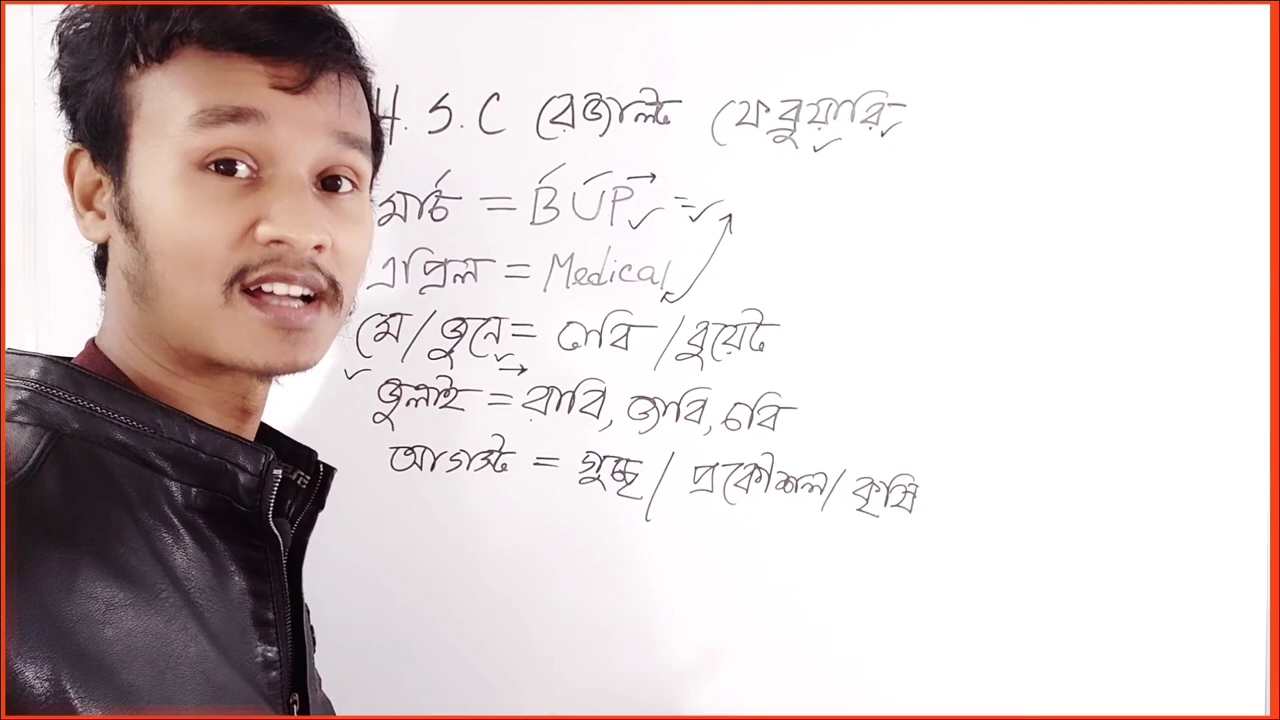 H.S.C রেজাল্ট ফেব্রুয়ারি
মার্চ = BUP =
এপ্রিল = Medical
মে/জুনে = ঢাবি /বুয়েট
জুলাই = রাবি, জাবি, চবি
আগস্ট = গুচ্ছ / প্রকৌশল/ কৃষি